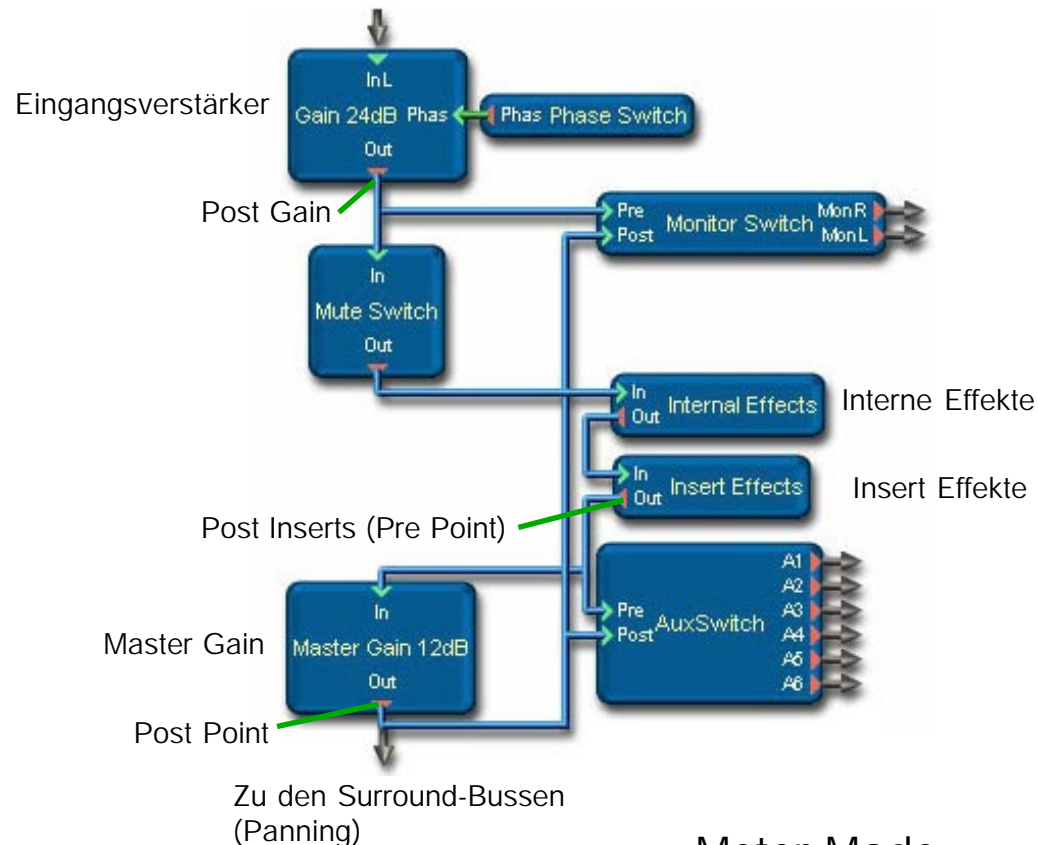 In L
Eingangsverstärker
Gain 24dB Phas
Phas Phase Switch
Out
Post Gain
Pre
Post
Monitor Switch
Mon R
Mon L
In
Mute Switch
Out
In
Out
Internal Effects
Interne Effekte
In
Out
Insert Effects
Insert Effekte
Post Inserts (Pre Point)
In
Master Gain
Master Gain 12dB
Out
Pre
Post
AuxSwitch
A1
A2
A3
A4
A5
A6
Post Point
Zu den Surround-Bussen
(Panning)